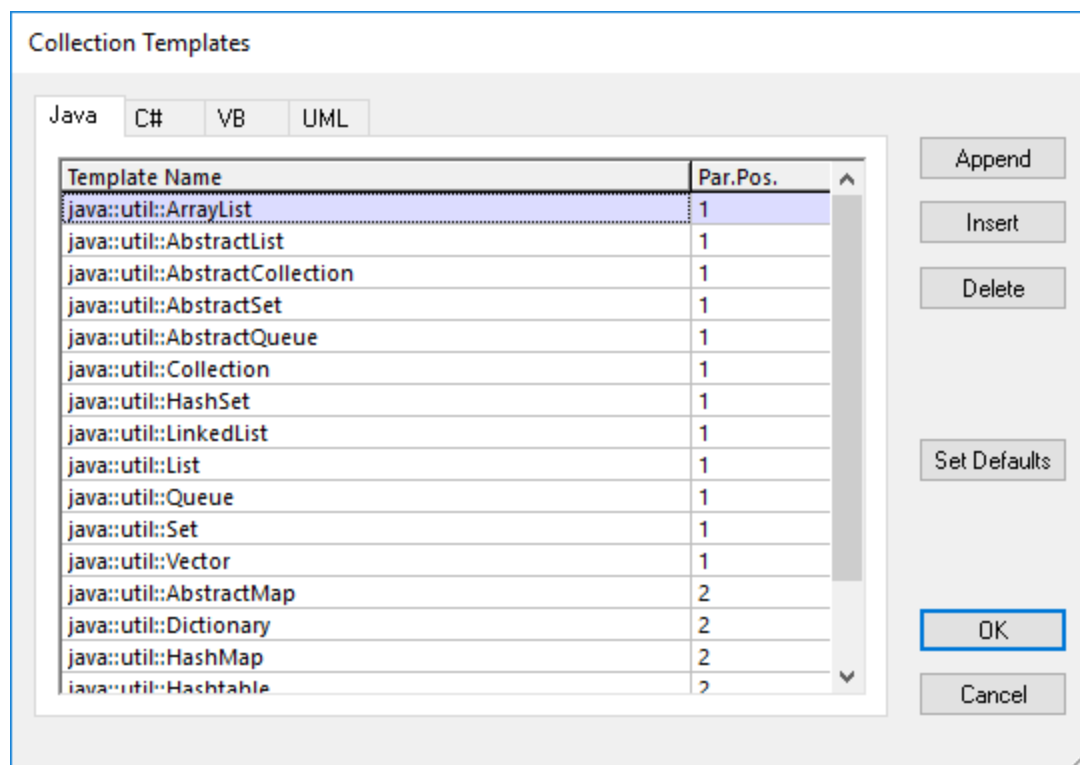 Collection Templates
Java C# VB UML
Template Name Par.Pos.
java::util::ArrayList 1
java::util::AbstractList 1
java::util::AbstractCollection 1
java::util::AbstractSet 1
java::util::AbstractQueue 1
java::util::Collection 1
java::util::HashSet 1
java::util::LinkedList 1
java::util::List 1
java::util::Queue 1
java::util::Set 1
java::util::Vector 1
java::util::AbstractMap 2
java::util::Dictionary 2
java::util::HashMap 2
java::util::Hashtable 2
Append
Insert
Delete
Set Defaults
OK
Cancel